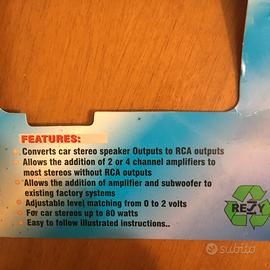 FEATURES:
Converts car stereo speaker Outputs to RCA outputs
Allows the addition of 2 or 4 channel amplifiers to
most stereos without RCA outputs
Allows the addition of amplifier and subwoofer to
existing factory systems
Adjustable level matching from 0 to 2 volts
For car stereos up to 80 watts
Easy to follow illustrated instructions..
REZY
subito